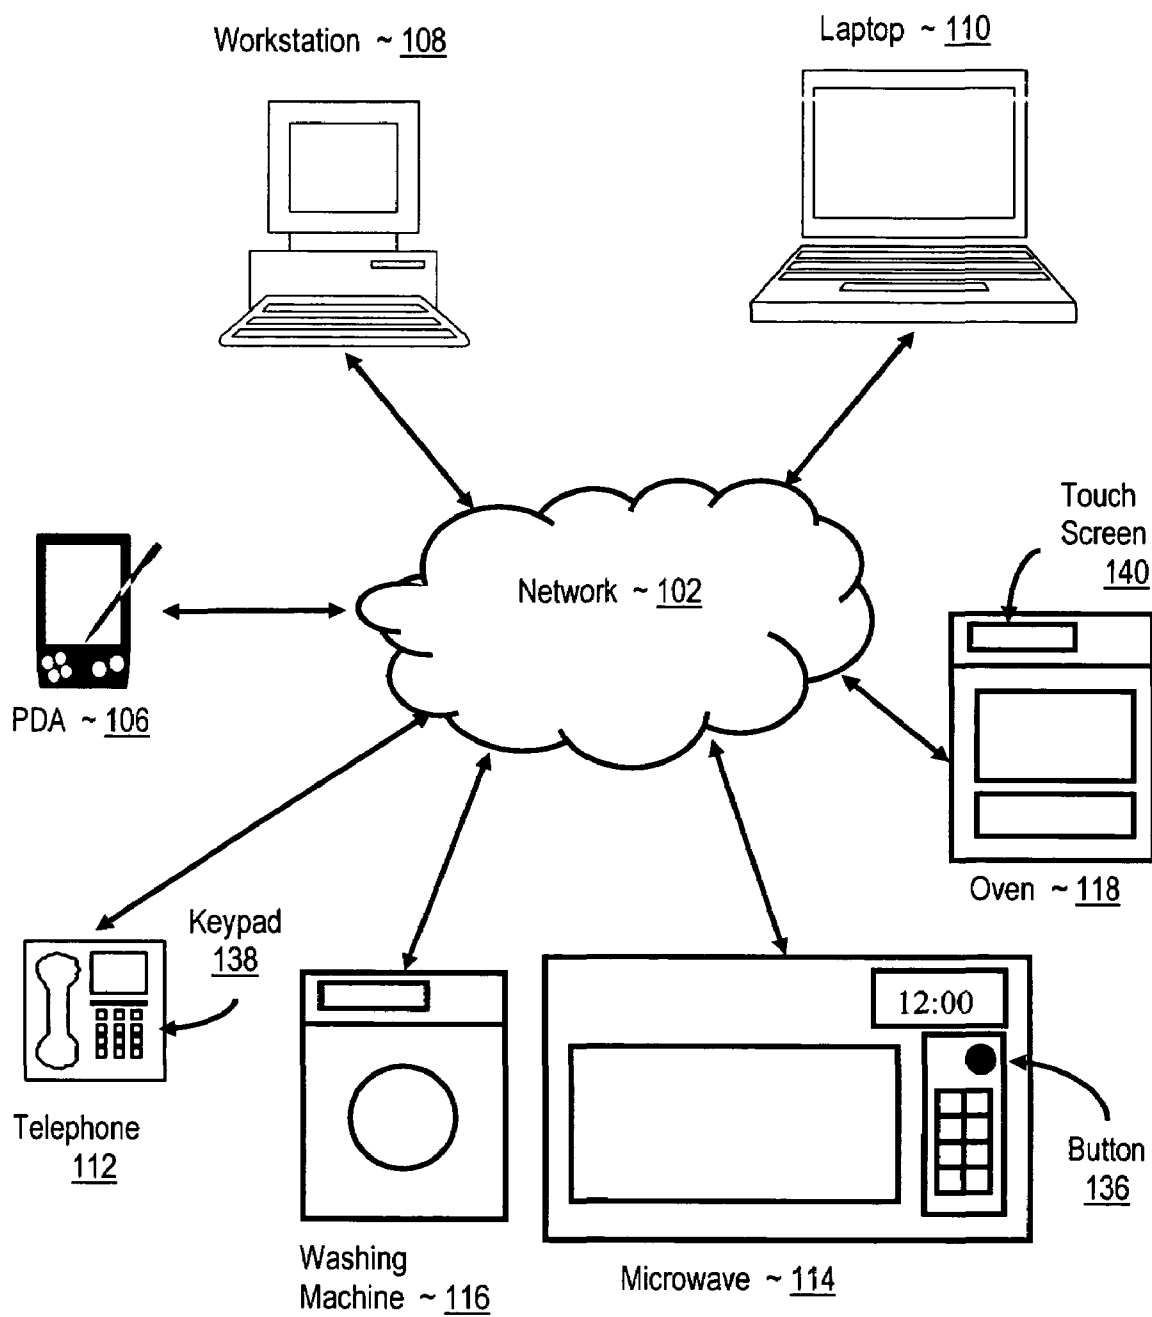 Workstation ~ 108
Laptop ~ 110
Touch
Screen
140
Network ~ 102
PDA ~ 106
Oven ~ 118
Keypad
138
12:00
Telephone
112
Button
136
Washing
Machine ~ 116
Microwave ~ 114